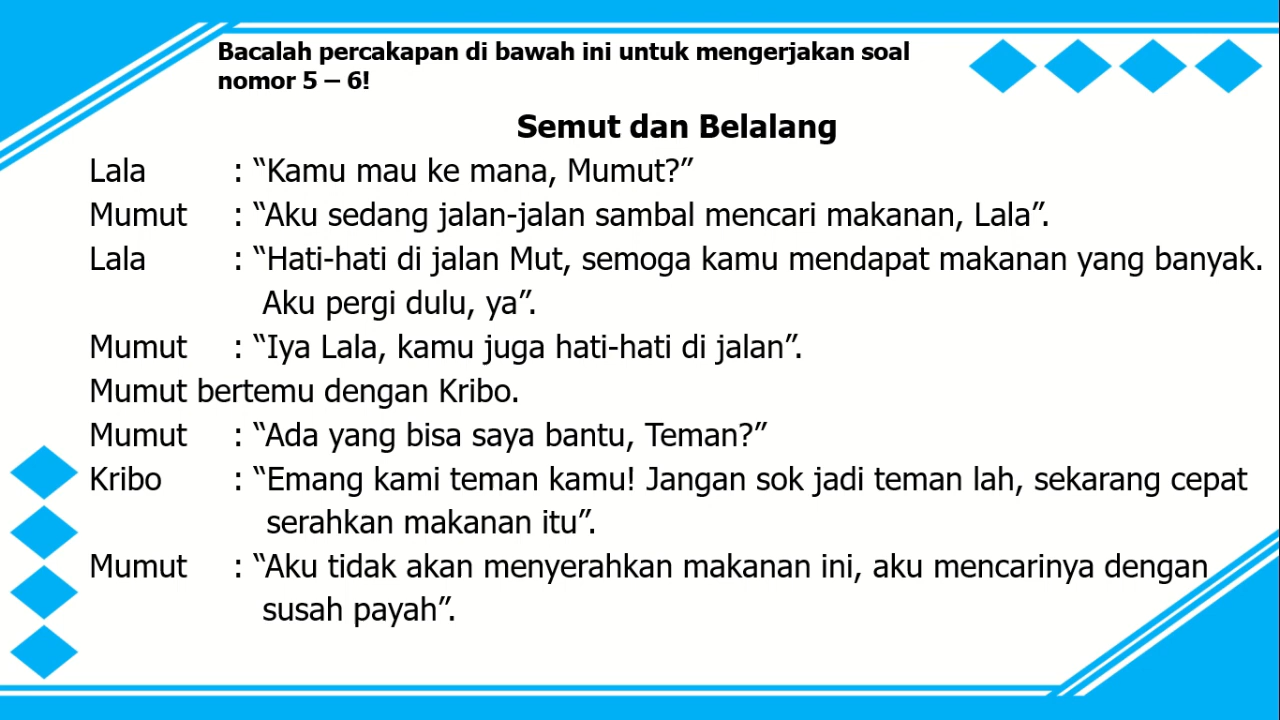 Bacalah percakapan di bawah ini untuk mengerjakan soal
nomor 5 – 6!
Semut dan Belalang
Lala : “Kamu mau ke mana, Mumut?”
Mumut : “Aku sedang jalan-jalan sambal mencari makanan, Lala”.
Lala : “Hati-hati di jalan Mut, semoga kamu mendapat makanan yang banyak.
Aku pergi dulu, ya”.
Mumut : “Iya Lala, kamu juga hati-hati di jalan”.
Mumut bertemu dengan Kribo.
Mumut : “Ada yang bisa saya bantu, Teman?”
Kribo : “Emang kami teman kamu! Jangan sok jadi teman lah, sekarang cepat
serahkan makanan itu”.
Mumut : “Aku tidak akan menyerahkan makanan ini, aku mencarinya dengan
susah payah”.